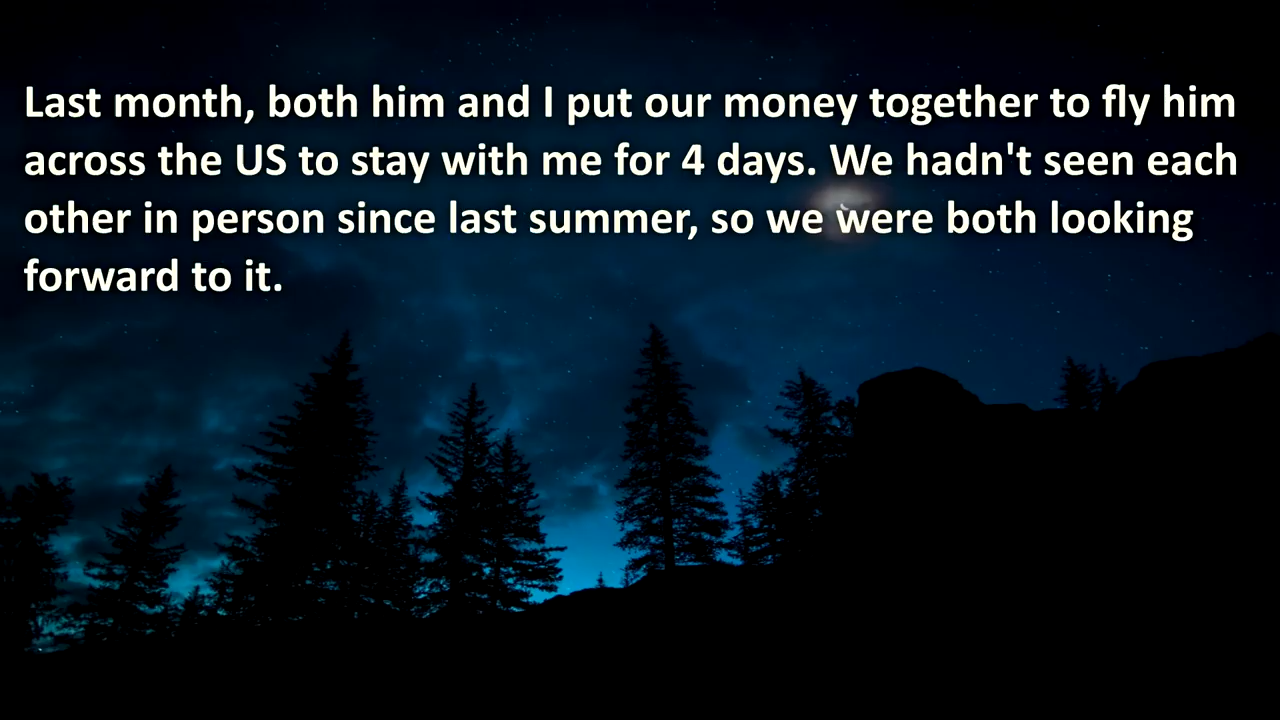 Last month, both him and I put our money together to fly him
across the US to stay with me for 4 days. We hadn't seen each
other in person since last summer, so we were both looking
forward to it.